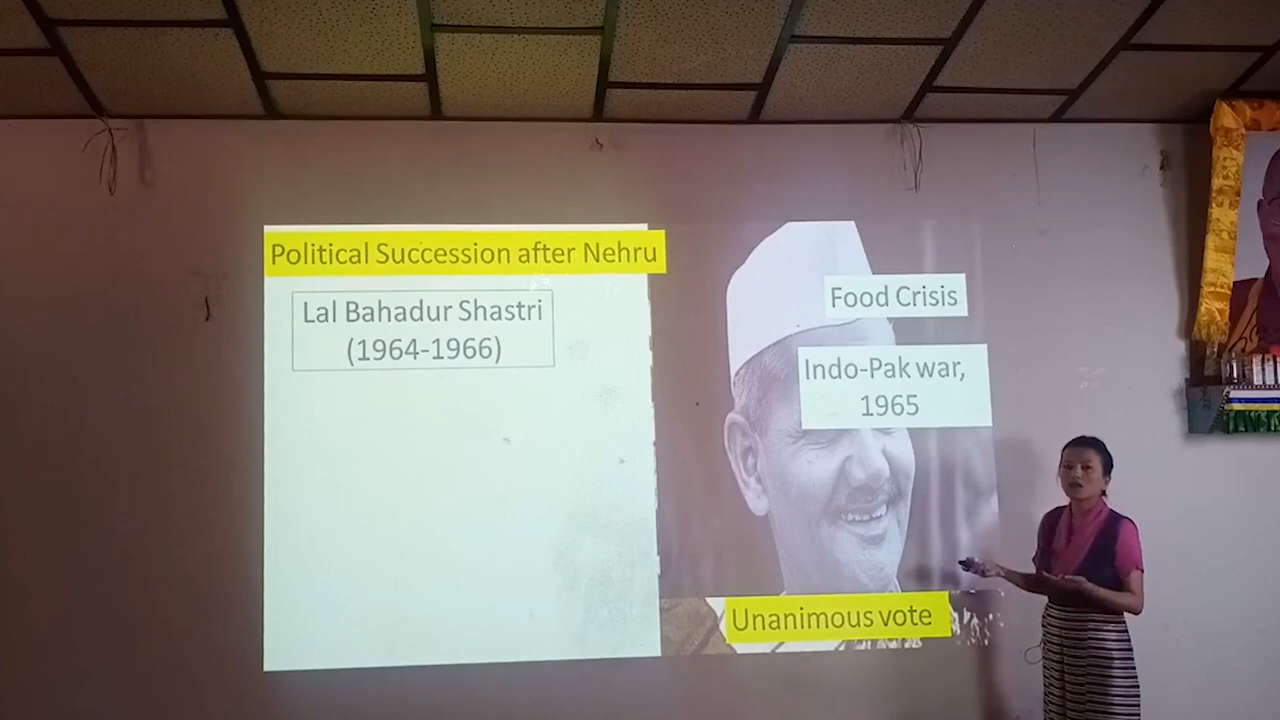 Political Succession after Nehru
Lal Bahadur Shastri
(1964-1966)
Food Crisis
Indo-Pak war,
1965
Unanimous vote